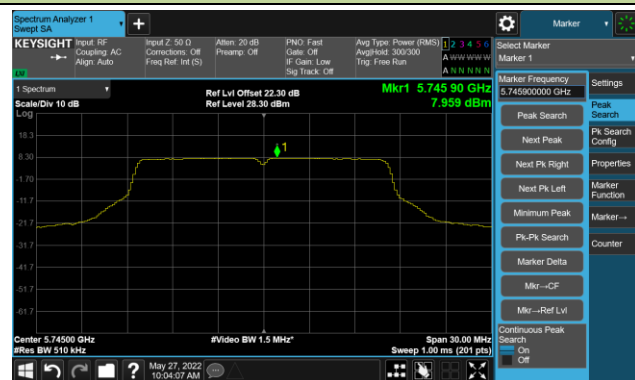 Spectrum Analyzer 1
Swept SA
+
Marker
KEYSIGHT
Input: RF
Coupling: AC
Align: Auto
Input Z: 50 Ω
Corrections: Off
Freq Ref: Int (S)
Atten: 20 dB
Preamp: Off
PNO: Fast
Gate: Off
IF Gain: Low
Sig Track: Off
Avg Type: Power (RMS)
Avg|Hold: 300/300
Trig: Free Run
1 2 3 4 5 6
A W W W W W
A N N N N N
Select Marker
Marker 1
LW
1 Spectrum
Scale/Div 10 dB
Log
Ref Lvl Offset 22.30 dB
Ref Level 28.30 dBm
Mkr1 5.745 90 GHz
7.959 dBm
18.3
8.30
-1.70
-11.7
-21.7
-31.7
-41.7
-51.7
-61.7
1
Center 5.74500 GHz
#Res BW 510 kHz
#Video BW 1.5 MHz*
Span 30.00 MHz
Sweep 1.00 ms (201 pts)
Marker Frequency
5.745900000 GHz
Peak Search
Next Peak
Next Pk Right
Next Pk Left
Minimum Peak
Pk-Pk Search
Marker Delta
Mkr→CF
Mkr→Ref Lvl
Continuous Peak
Search
On
Off
Settings
Peak
Search
Pk Search
Config
Properties
Marker
Function
Marker→
Counter
?
May 27, 2022
10:04:07 AM